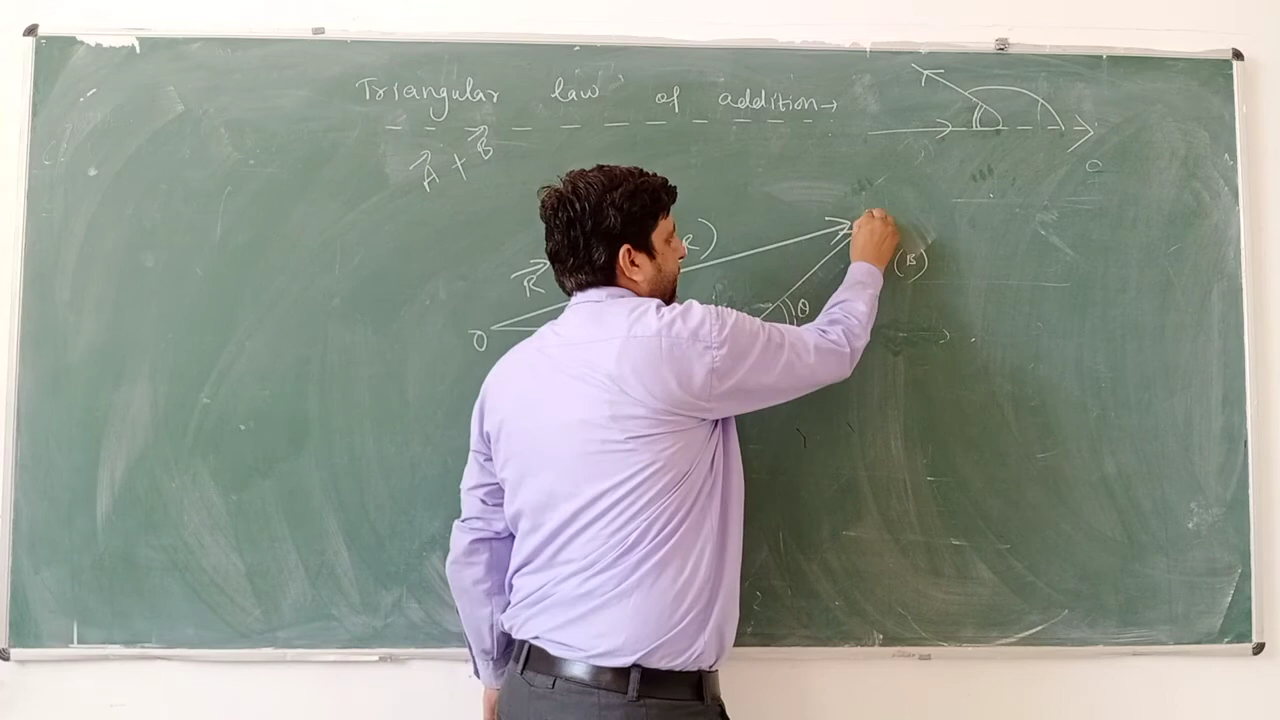 Triangular law of addition→
A⃗ + B⃗
R)
R⃗
(B)
θ
O